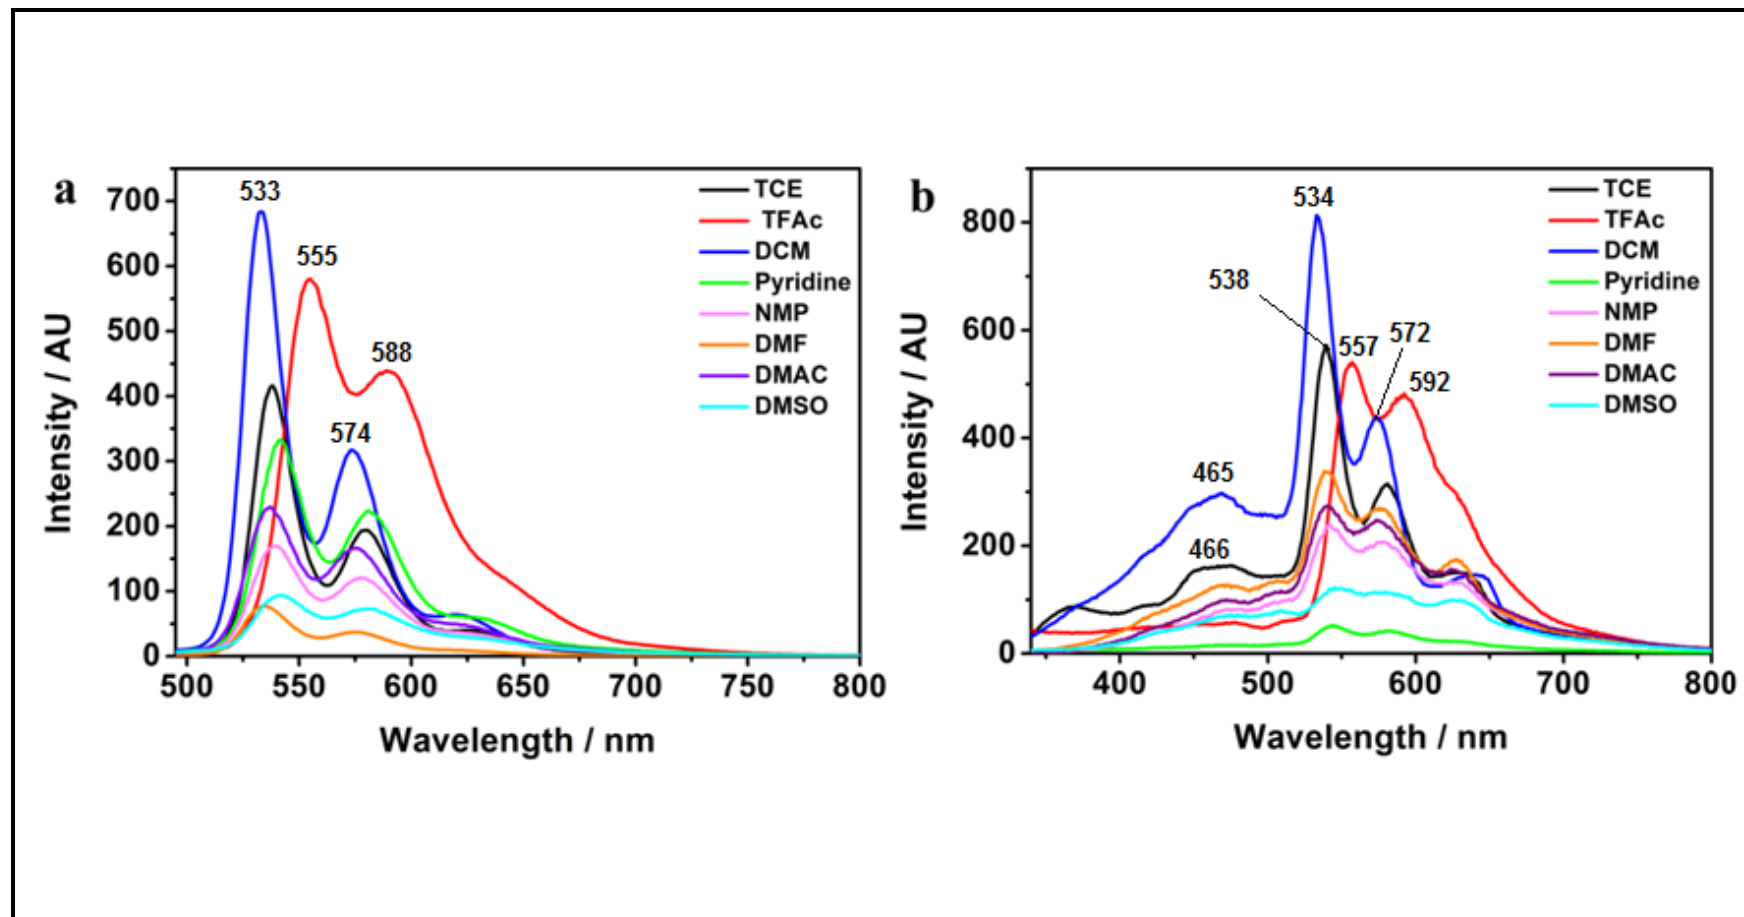 a
700
600
500
400
300
200
100
0
Intensity / AU
533
555
588
574
TCE
TFAc
DCM
Pyridine
NMP
DMF
DMAC
DMSO
500 550 600 650 700 750 800
Wavelength / nm
b
800
600
400
200
0
Intensity / AU
534
538
557
572
592
465
466
TCE
TFAc
DCM
Pyridine
NMP
DMF
DMAC
DMSO
400 500 600 700 800
Wavelength / nm